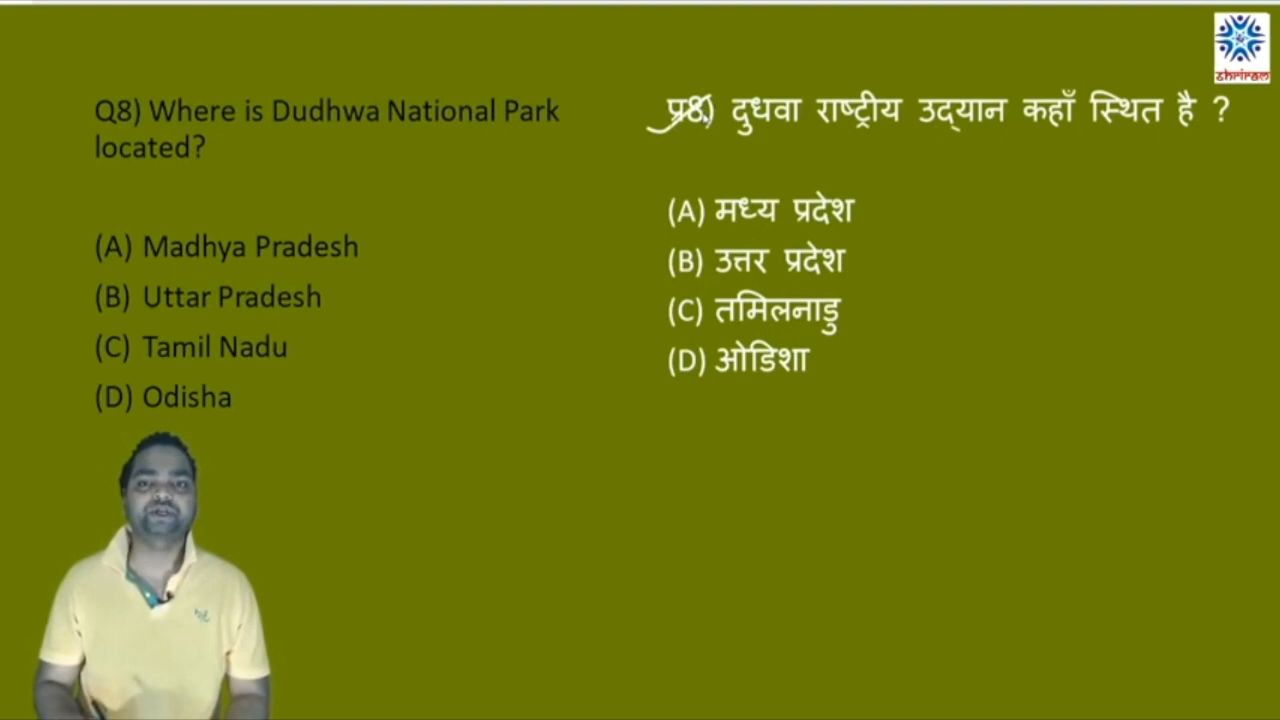 Q8) Where is Dudhwa National Park
located?
(A) Madhya Pradesh
(B) Uttar Pradesh
(C) Tamil Nadu
(D) Odisha
प्र8) दुधवा राष्ट्रीय उद्यान कहाँ स्थित है ?
(A) मध्य प्रदेश
(B) उत्तर प्रदेश
(C) तमिलनाडु
(D) ओडिशा
shriram